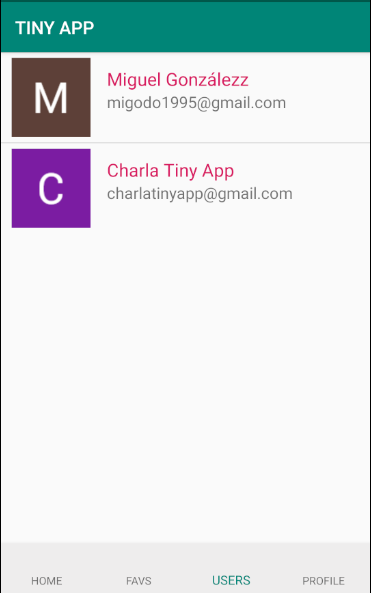 TINY APP
M
Miguel Gonzálezz
migodo1995@gmail.com
C
Charla Tiny App
charlatinyapp@gmail.com
HOME FAVS USERS PROFILE